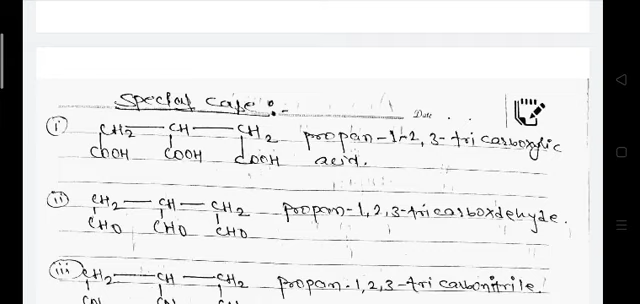 Special case:-
Date . . .
(i) CH2 — CH — CH2 propan-1,2,3-tricarboxylic
COOH COOH COOH acid.
(ii) CH2 — CH — CH2 propan-1,2,3-tricarboxdehyde.
CHO CHO CHO
(iii) CH2 — CH — CH2 propan-1,2,3-tricarbonitrile.